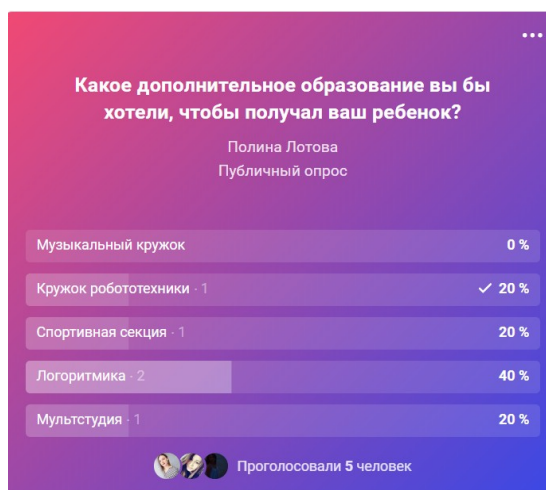 Какое дополнительное образование вы бы
хотели, чтобы получал ваш ребенок?
Полина Лотова
Публичный опрос
Музыкальный кружок 0 %
Кружок робототехники · 1 20 %
Спортивная секция · 1 20 %
Логоритмика · 2 40 %
Мультстудия · 1 20 %
Проголосовали 5 человек